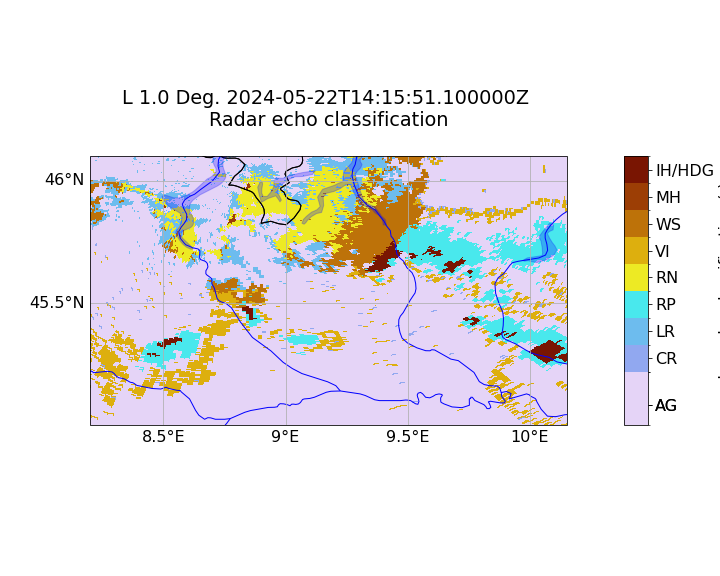 L 1.0 Deg. 2024-05-22T14:15:51.100000Z
Radar echo classification
46°N
45.5°N
8.5°E
9°E
9.5°E
10°E
IH/HDG
MH
WS
VI
RN
RP
LR
CR
AG